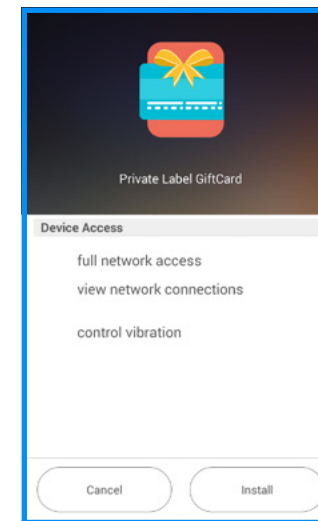 Private Label GiftCard
Device Access
full network access
view network connections
control vibration
Cancel
Install